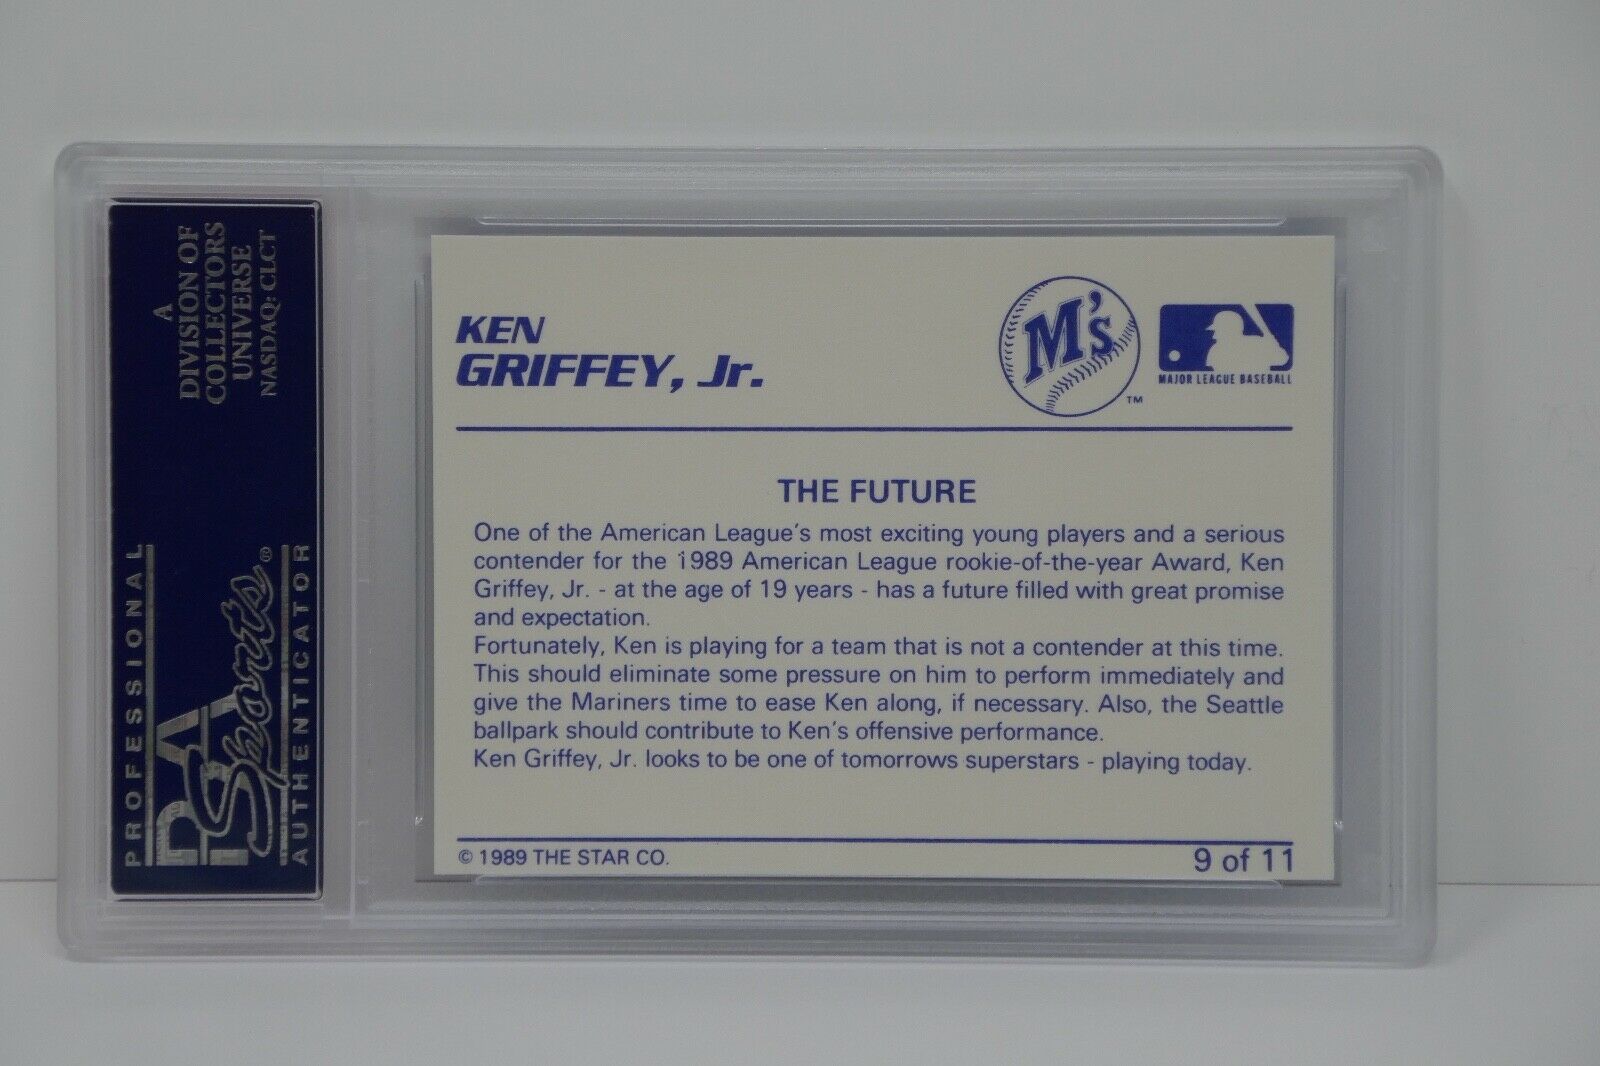 A
DIVISION OF
COLLECTORS
UNIVERSE
NASDAQ: CLCT
PROFESSIONAL
PSA
Sports®
AUTHENTICATOR
KEN
GRIFFEY, Jr.
M's
TM
MAJOR LEAGUE BASEBALL
THE FUTURE
One of the American League's most exciting young players and a serious
contender for the 1989 American League rookie-of-the-year Award, Ken
Griffey, Jr. - at the age of 19 years - has a future filled with great promise
and expectation.
Fortunately, Ken is playing for a team that is not a contender at this time.
This should eliminate some pressure on him to perform immediately and
give the Mariners time to ease Ken along, if necessary. Also, the Seattle
ballpark should contribute to Ken's offensive performance.
Ken Griffey, Jr. looks to be one of tomorrows superstars - playing today.
© 1989 THE STAR CO.
9 of 11